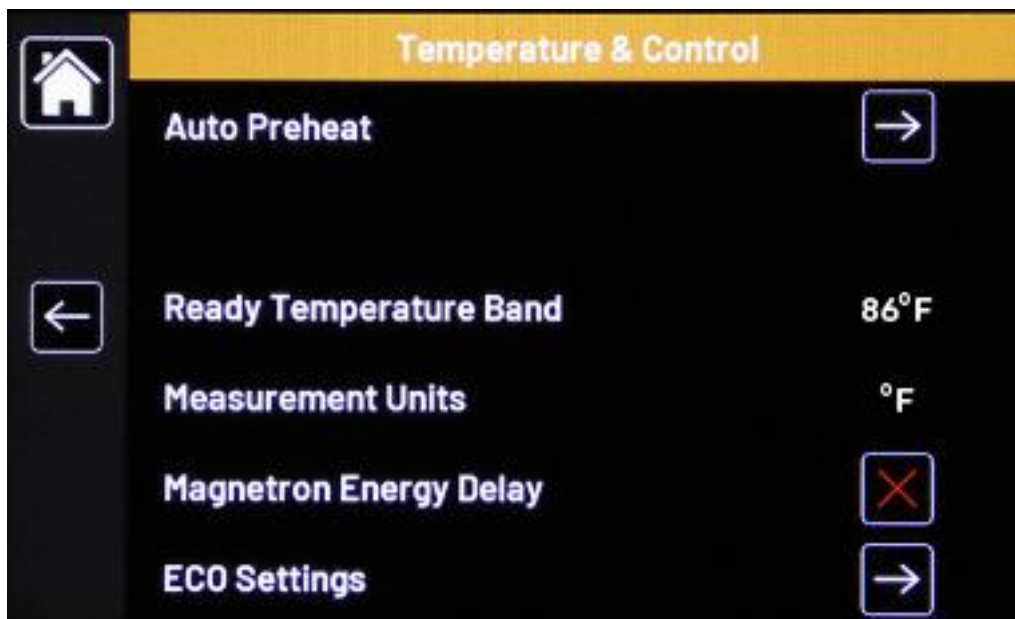 Temperature & Control
Auto Preheat
Ready Temperature Band 86°F
Measurement Units °F
Magnetron Energy Delay
ECO Settings